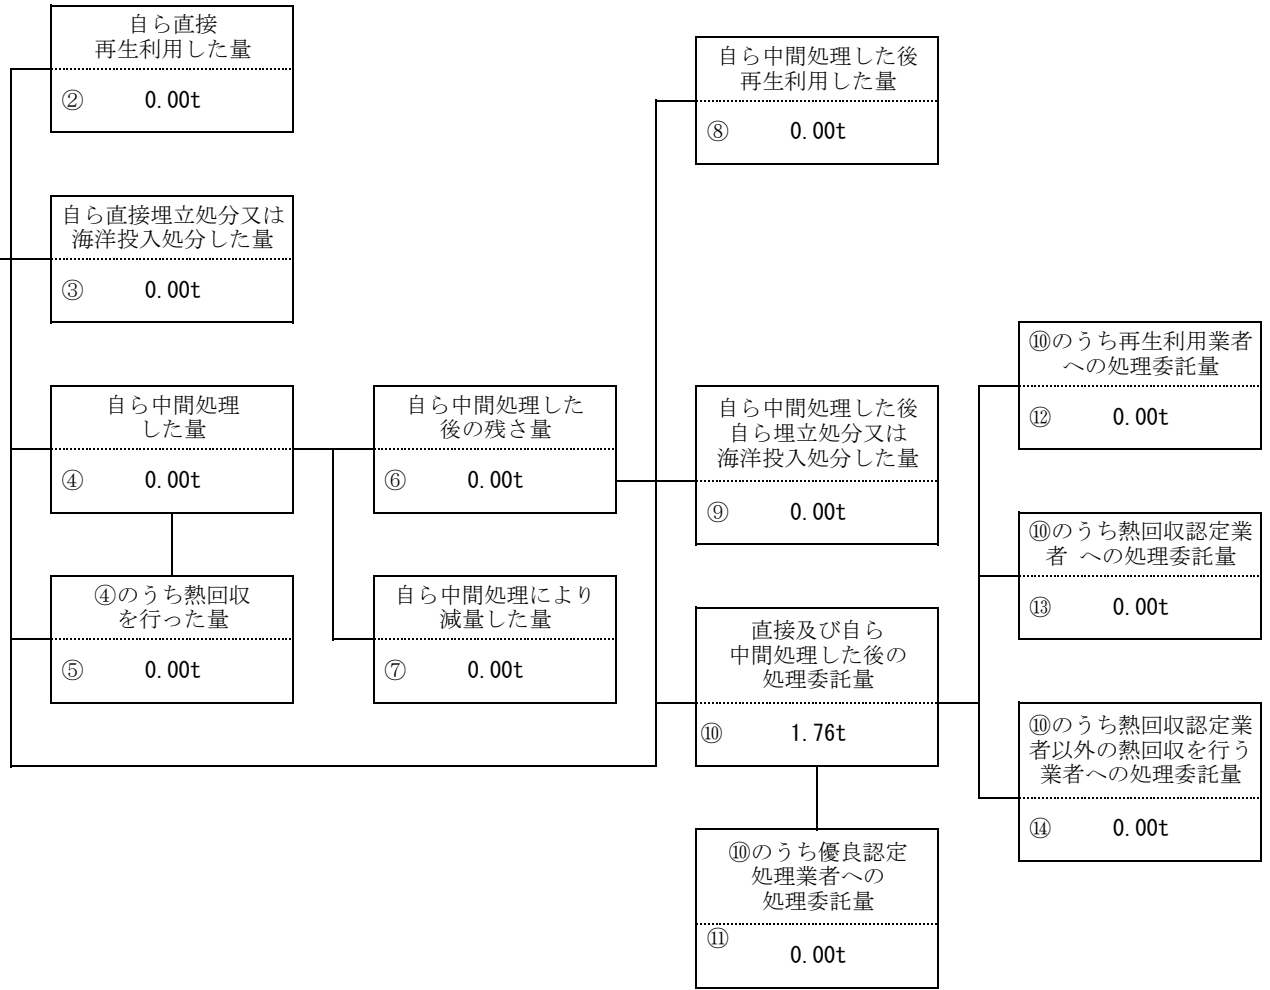 自ら直接
再生利用した量
② 0.00t
自ら直接埋立処分又は
海洋投入処分した量
③ 0.00t
自ら中間処理
した量
④ 0.00t
④のうち熱回収
を行った量
⑤ 0.00t
自ら中間処理した
後の残さ量
⑥ 0.00t
自ら中間処理により
減量した量
⑦ 0.00t
自ら中間処理した後
再生利用した量
⑧ 0.00t
自ら中間処理した後
自ら埋立処分又は
海洋投入処分した量
⑨ 0.00t
直接及び自ら
中間処理した後の
処理委託量
⑩ 1.76t
⑩のうち優良認定
処理業者への
処理委託量
⑪
0.00t
⑩のうち再生利用業者
への処理委託量
⑫ 0.00t
⑩のうち熱回収認定業
者 への処理委託量
⑬ 0.00t
⑩のうち熱回収認定業
者以外の熱回収を行う
業者への処理委託量
⑭ 0.00t